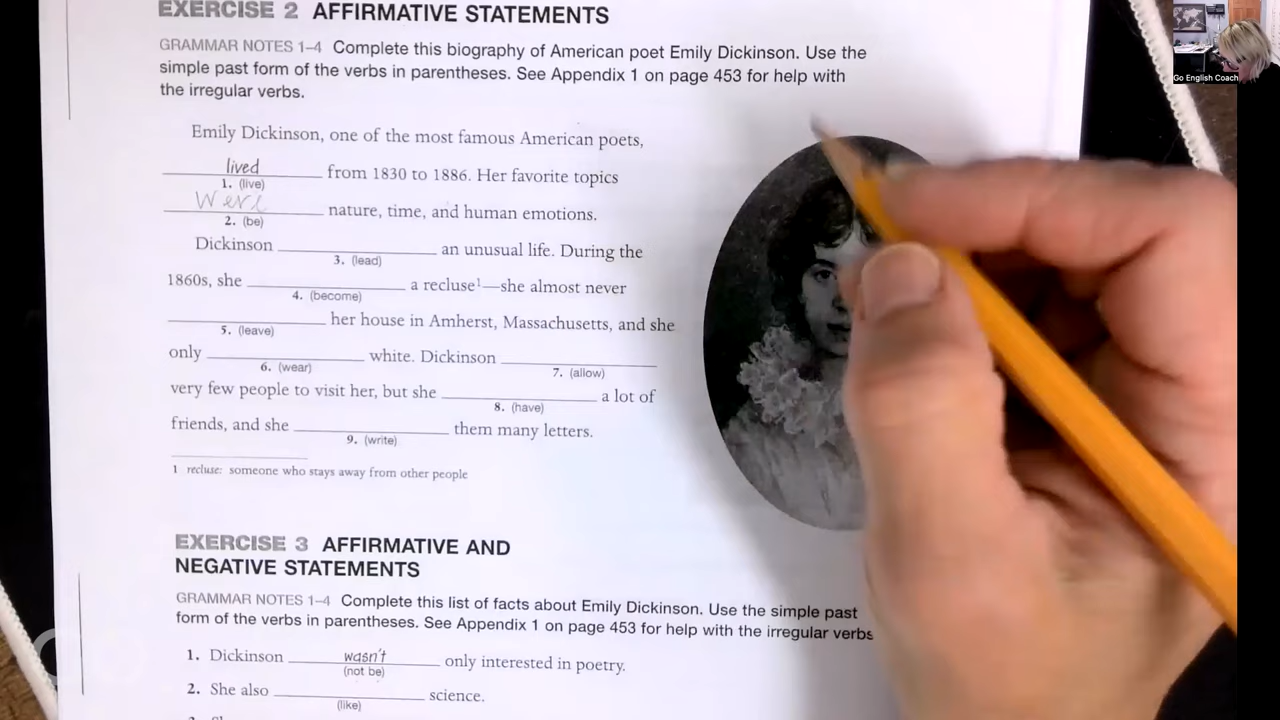 EXERCISE 2 AFFIRMATIVE STATEMENTS
GRAMMAR NOTES 1–4 Complete this biography of American poet Emily Dickinson. Use the
simple past form of the verbs in parentheses. See Appendix 1 on page 453 for help with
the irregular verbs.
Emily Dickinson, one of the most famous American poets,
lived from 1830 to 1886. Her favorite topics
1. (live)
Were nature, time, and human emotions.
2. (be)
Dickinson ____________ an unusual life. During the
3. (lead)
1860s, she ____________ a recluse¹—she almost never
4. (become)
____________ her house in Amherst, Massachusetts, and she
5. (leave)
only ____________ white. Dickinson ____________
6. (wear) 7. (allow)
very few people to visit her, but she ____________ a lot of
8. (have)
friends, and she ____________ them many letters.
9. (write)
1 recluse: someone who stays away from other people
EXERCISE 3 AFFIRMATIVE AND
NEGATIVE STATEMENTS
GRAMMAR NOTES 1–4 Complete this list of facts about Emily Dickinson. Use the simple past
form of the verbs in parentheses. See Appendix 1 on page 453 for help with the irregular verbs
1. Dickinson wasn't only interested in poetry.
(not be)
2. She also ____________ science.
(like)
Go English Coach